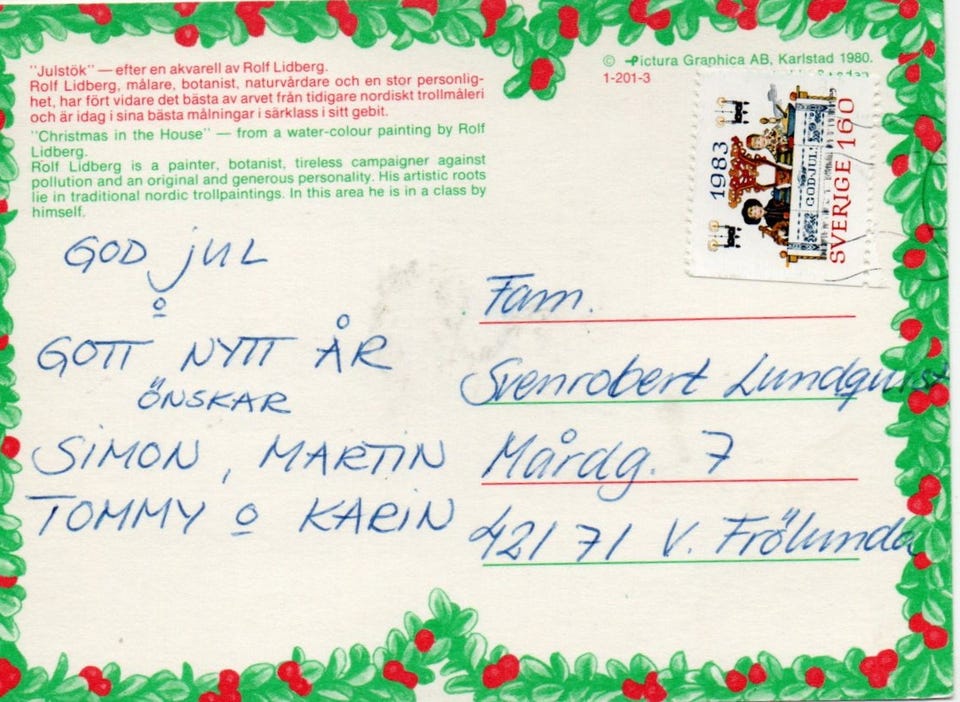 "Julstök" — efter en akvarell av Rolf Lidberg.
Rolf Lidberg, målare, botanist, naturvårdare och en stor personlig-
het, har fört vidare det bästa av arvet från tidigare nordiskt trollmåleri
och är idag i sina bästa målningar i särklass i sitt gebit.
"Christmas in the House" — from a water-colour painting by Rolf
Lidberg.
Rolf Lidberg is a painter, botanist, tireless campaigner against
pollution and an original and generous personality. His artistic roots
lie in traditional nordic trollpaintings. In this area he is in a class by
himself.
© Pictura Graphica AB, Karlstad 1980.
1-201-3
1983
GOD JUL
SVERIGE 160
GOD JUL
o
GOTT NYTT ÅR
ÖNSKAR
SIMON, MARTIN
TOMMY o KARIN
Fam.
Svenrobert Lundquist
Mårdg. 7
421 71 V. Frölunda